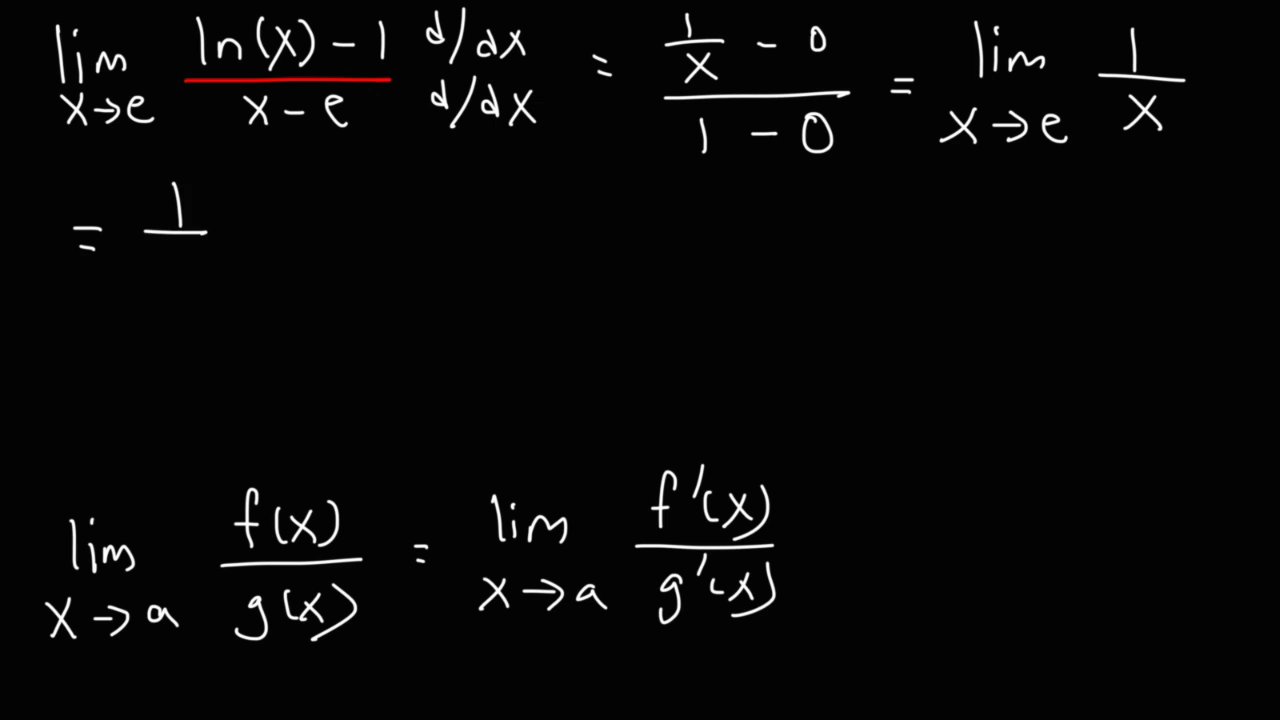 lim x→e (ln(x) − 1)/(x − e) d/dx d/dx = (1/x − 0)/(1 − 0) = lim x→e 1/x
= 1/
lim x→a f(x)/g(x) = lim x→a f'(x)/g'(x)